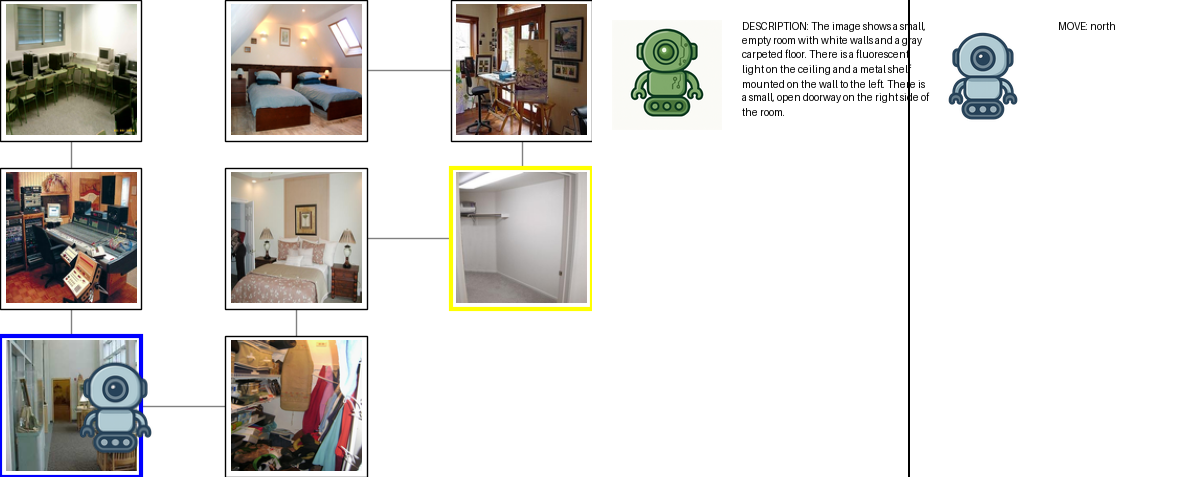 DESCRIPTION: The image shows a small,
empty room with white walls and a gray
carpeted floor. There is a fluorescent
light on the ceiling and a metal shelf
mounted on the wall to the left. There is
a small, open doorway on the right side of
the room.
MOVE: north